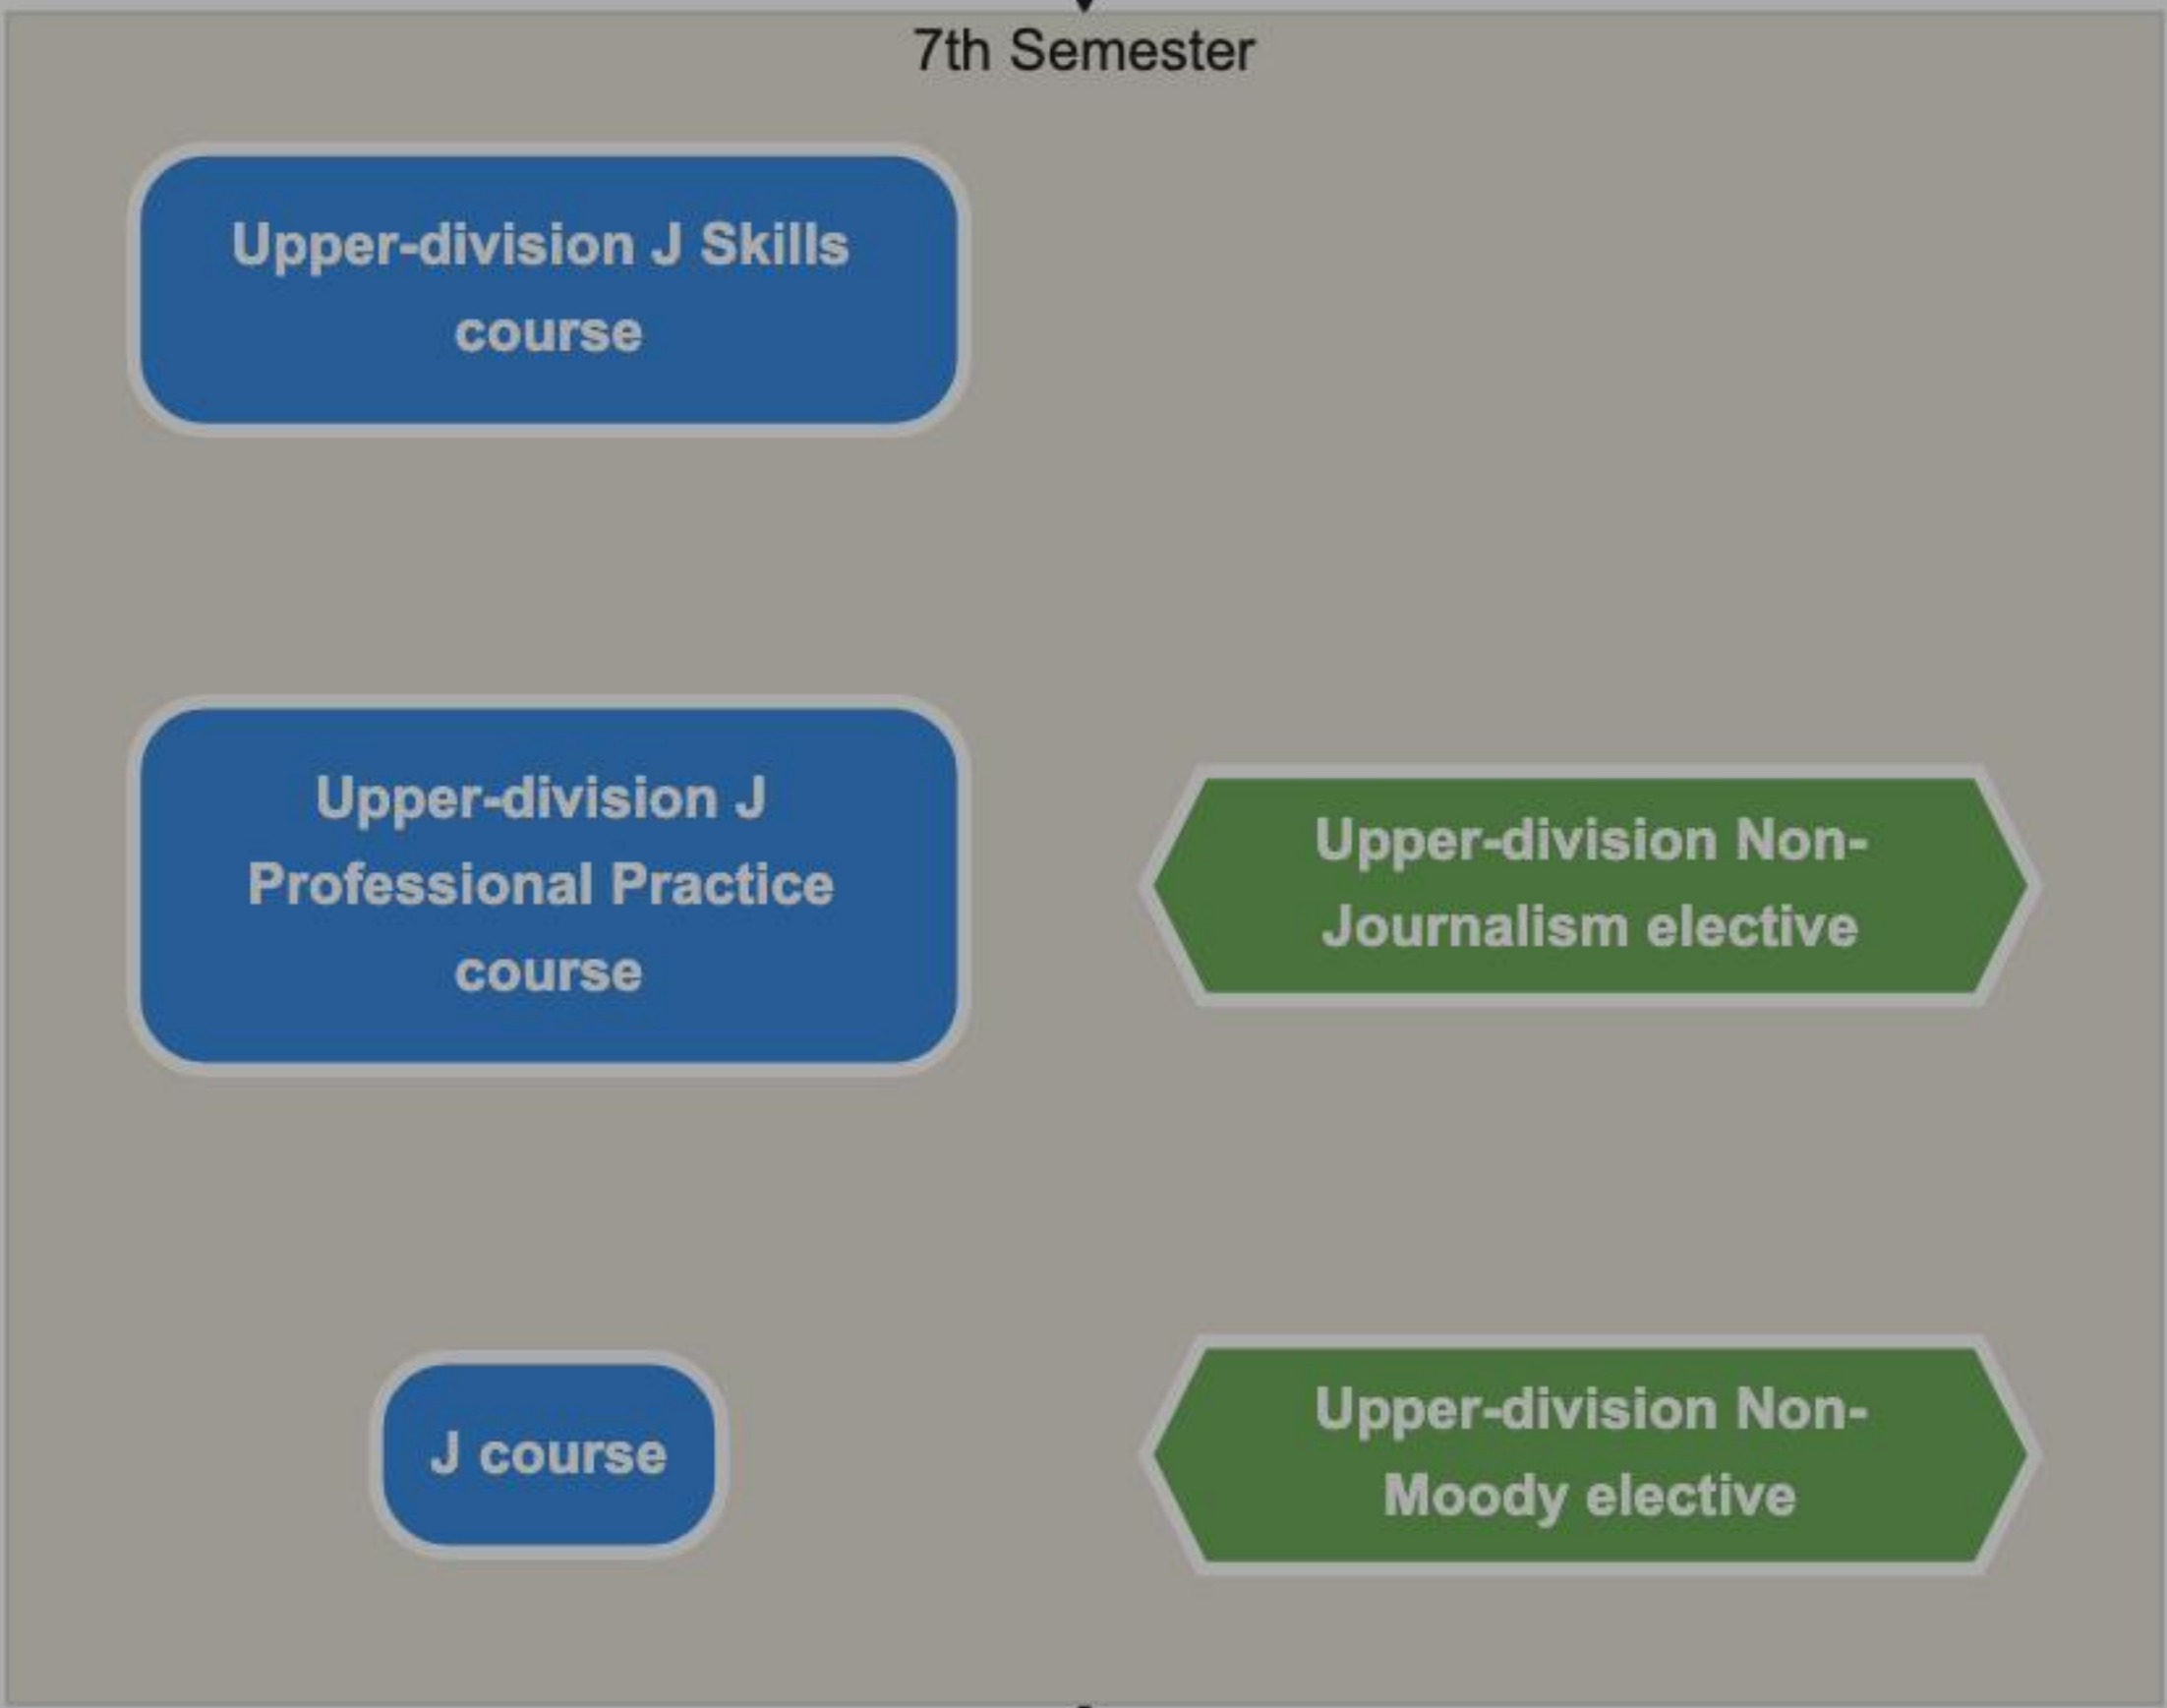 7th Semester
Upper-division J Skills
course
Upper-division J
Professional Practice
course
Upper-division Non-
Journalism elective
J course
Upper-division Non-
Moody elective